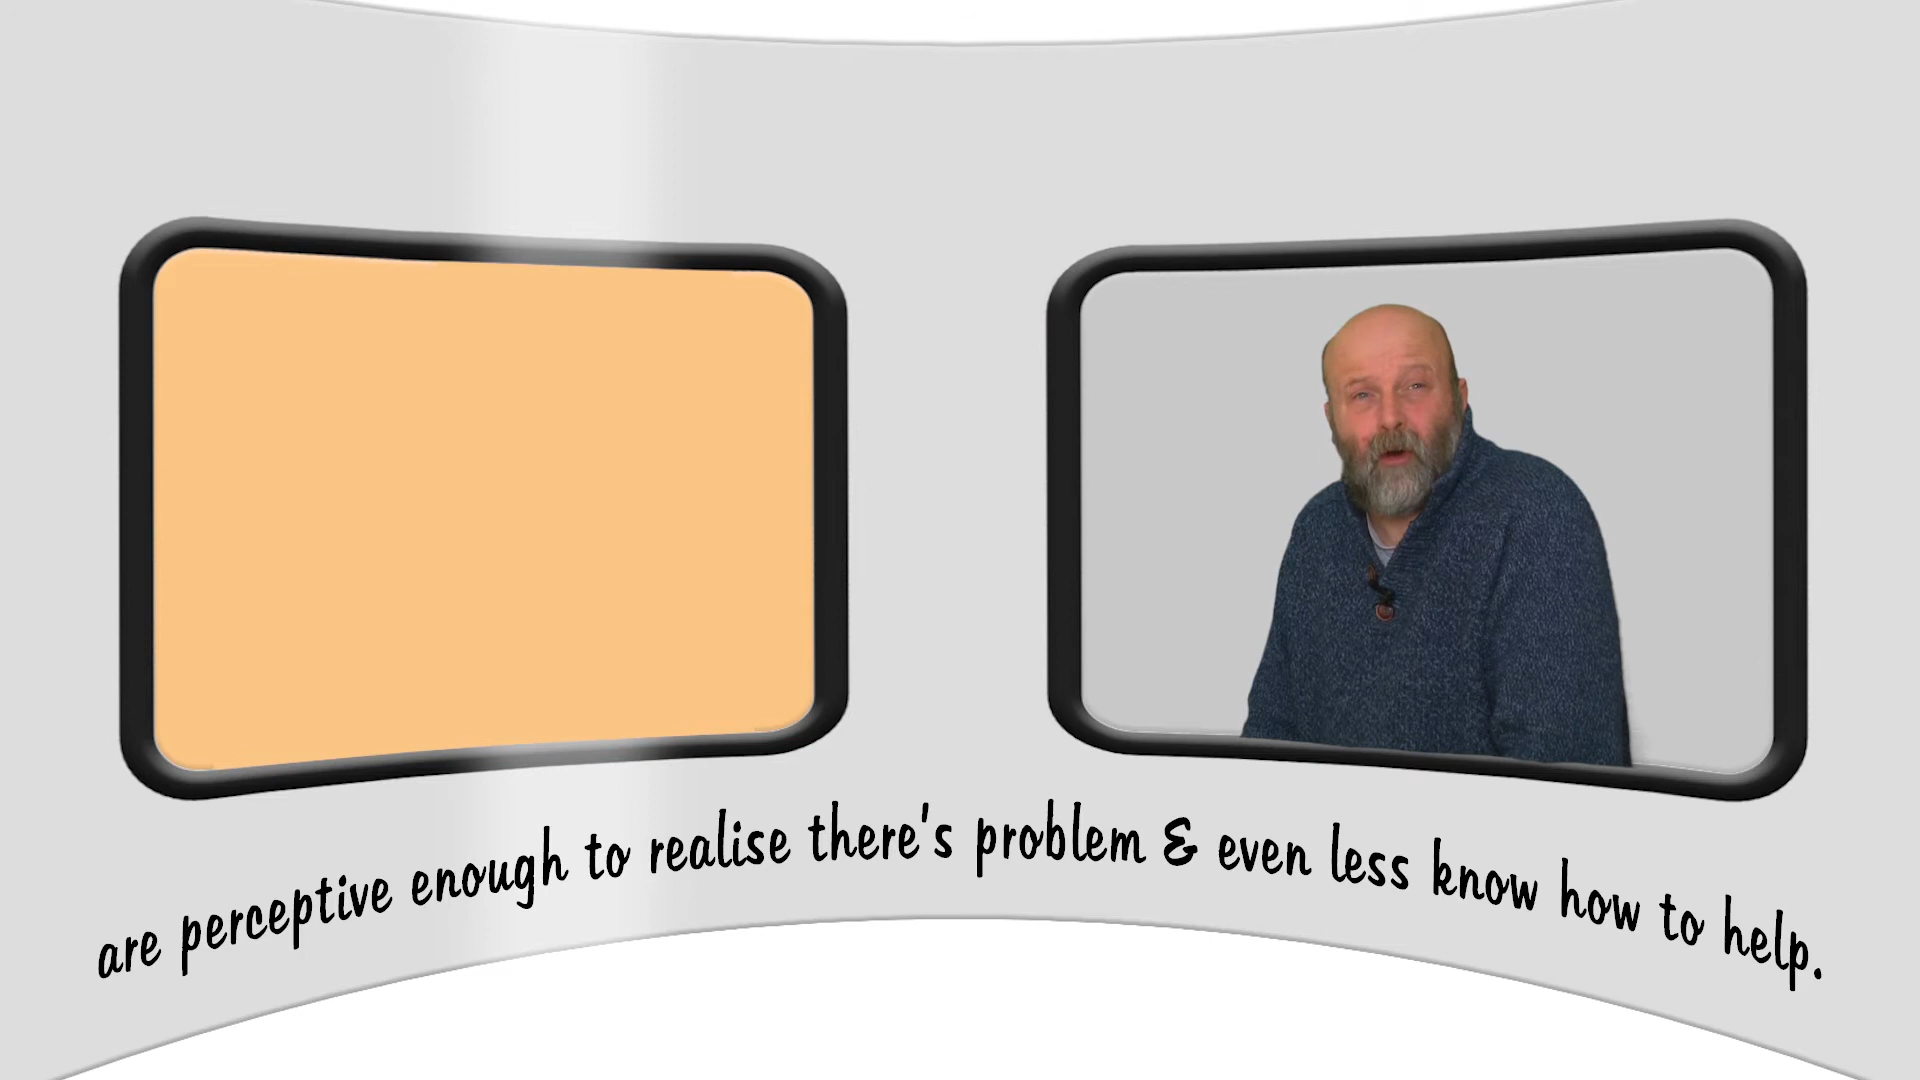 are perceptive enough to realise there's problem & even less know how to help.